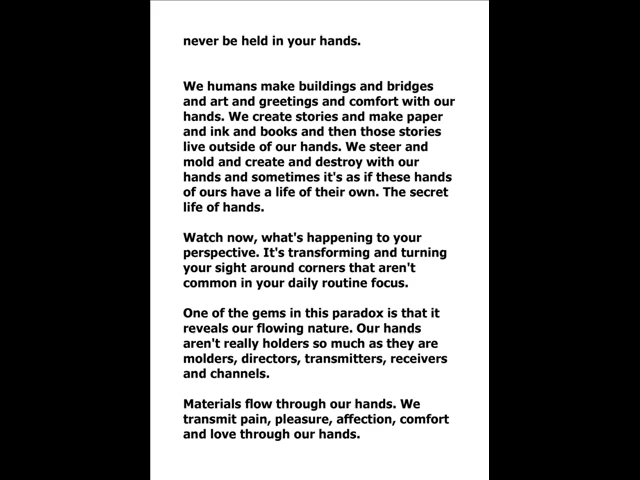 never be held in your hands.
We humans make buildings and bridges
and art and greetings and comfort with our
hands. We create stories and make paper
and ink and books and then those stories
live outside of our hands. We steer and
mold and create and destroy with our
hands and sometimes it's as if these hands
of ours have a life of their own. The secret
life of hands.
Watch now, what's happening to your
perspective. It's transforming and turning
your sight around corners that aren't
common in your daily routine focus.
One of the gems in this paradox is that it
reveals our flowing nature. Our hands
aren't really holders so much as they are
molders, directors, transmitters, receivers
and channels.
Materials flow through our hands. We
transmit pain, pleasure, affection, comfort
and love through our hands.